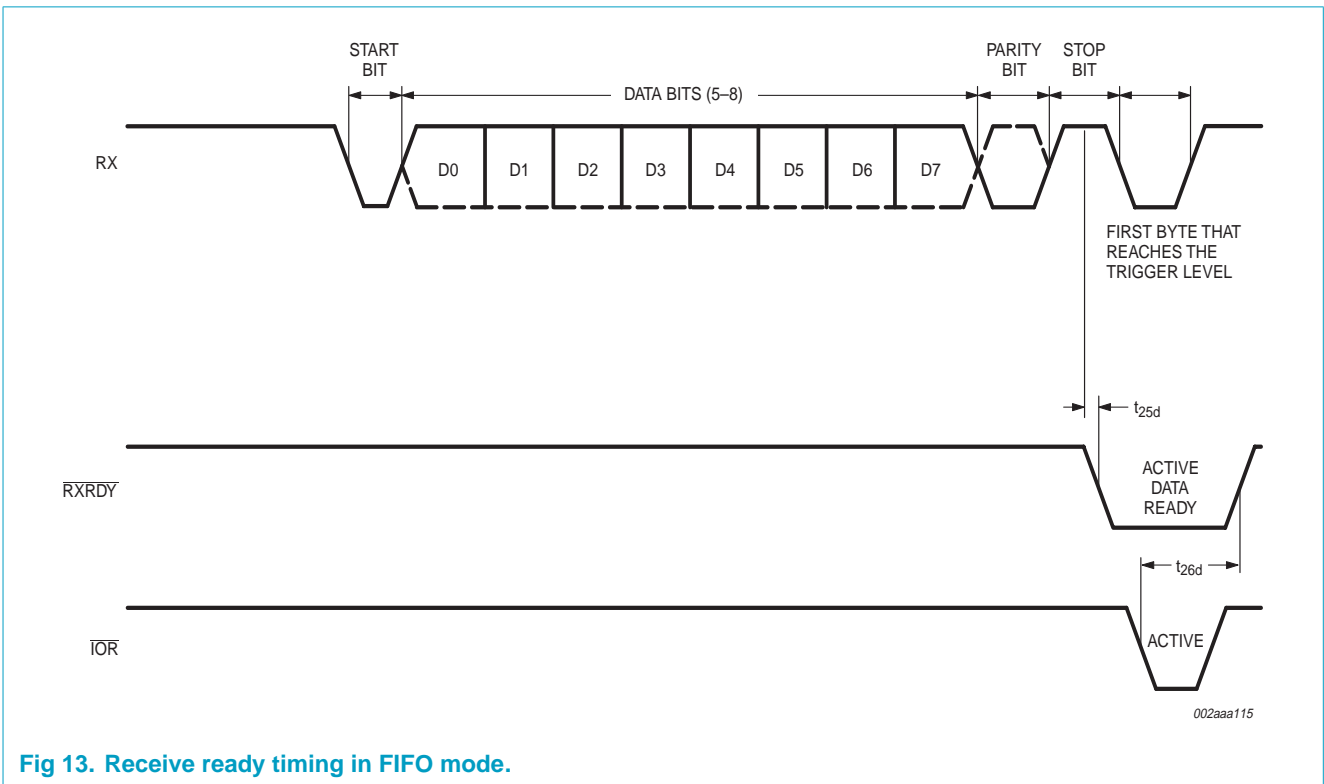 START
BIT
PARITY
BIT
STOP
BIT
DATA BITS (5–8)
RX
D0 D1 D2 D3 D4 D5 D6 D7
FIRST BYTE THAT
REACHES THE
TRIGGER LEVEL
t25d
RXRDY
ACTIVE
DATA
READY
t26d
IOR
ACTIVE
002aaa115
Fig 13. Receive ready timing in FIFO mode.